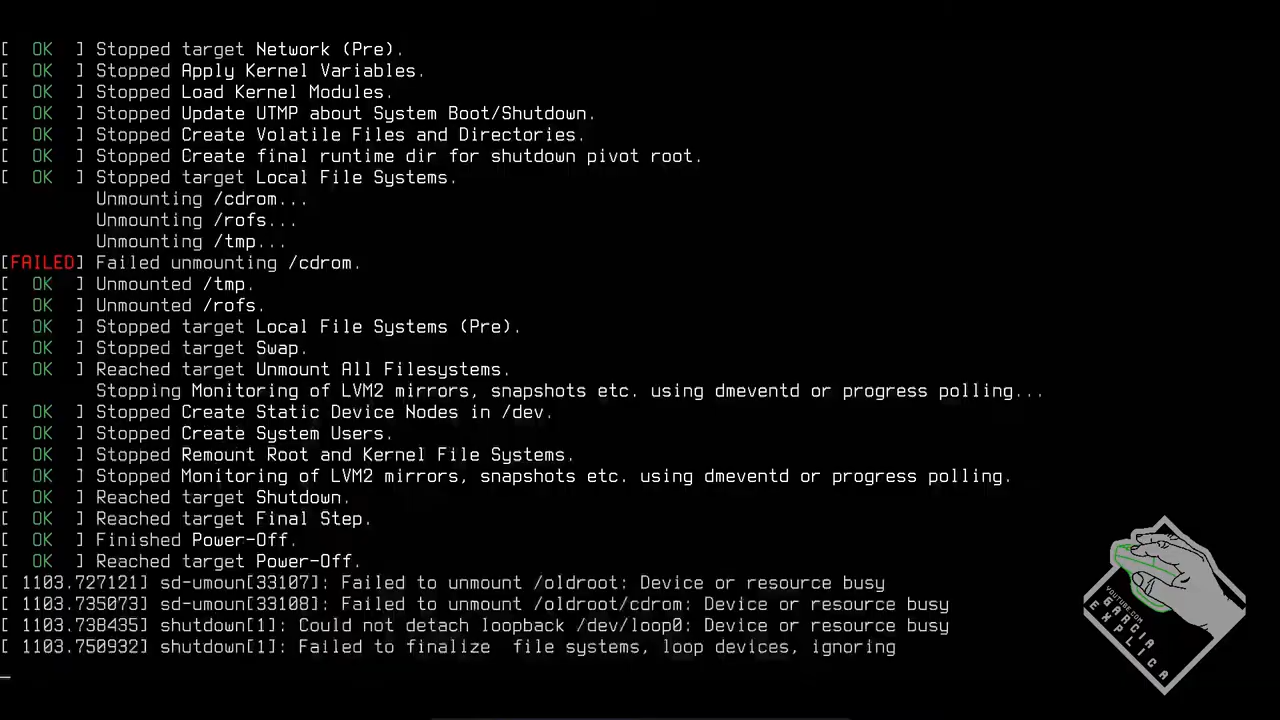 [  OK  ] Stopped target Network (Pre).
[  OK  ] Stopped Apply Kernel Variables.
[  OK  ] Stopped Load Kernel Modules.
[  OK  ] Stopped Update UTMP about System Boot/Shutdown.
[  OK  ] Stopped Create Volatile Files and Directories.
[  OK  ] Stopped Create final runtime dir for shutdown pivot root.
[  OK  ] Stopped target Local File Systems.
Unmounting /cdrom...
Unmounting /rofs...
Unmounting /tmp...
[FAILED] Failed unmounting /cdrom.
[  OK  ] Unmounted /tmp.
[  OK  ] Unmounted /rofs.
[  OK  ] Stopped target Local File Systems (Pre).
[  OK  ] Stopped target Swap.
[  OK  ] Reached target Unmount All Filesystems.
Stopping Monitoring of LVM2 mirrors, snapshots etc. using dmeventd or progress polling...
[  OK  ] Stopped Create Static Device Nodes in /dev.
[  OK  ] Stopped Create System Users.
[  OK  ] Stopped Remount Root and Kernel File Systems.
[  OK  ] Stopped Monitoring of LVM2 mirrors, snapshots etc. using dmeventd or progress polling.
[  OK  ] Reached target Shutdown.
[  OK  ] Reached target Final Step.
[  OK  ] Finished Power-Off.
[  OK  ] Reached target Power-Off.
[ 1103.727121] sd-umoun[33107]: Failed to unmount /oldroot: Device or resource busy
[ 1103.735073] sd-umoun[33108]: Failed to unmount /oldroot/cdrom: Device or resource busy
[ 1103.738435] shutdown[1]: Could not detach loopback /dev/loop0: Device or resource busy
[ 1103.750932] shutdown[1]: Failed to finalize  file systems, loop devices, ignoring
YOUTUBE.COM
GARCIA
EXPLICA